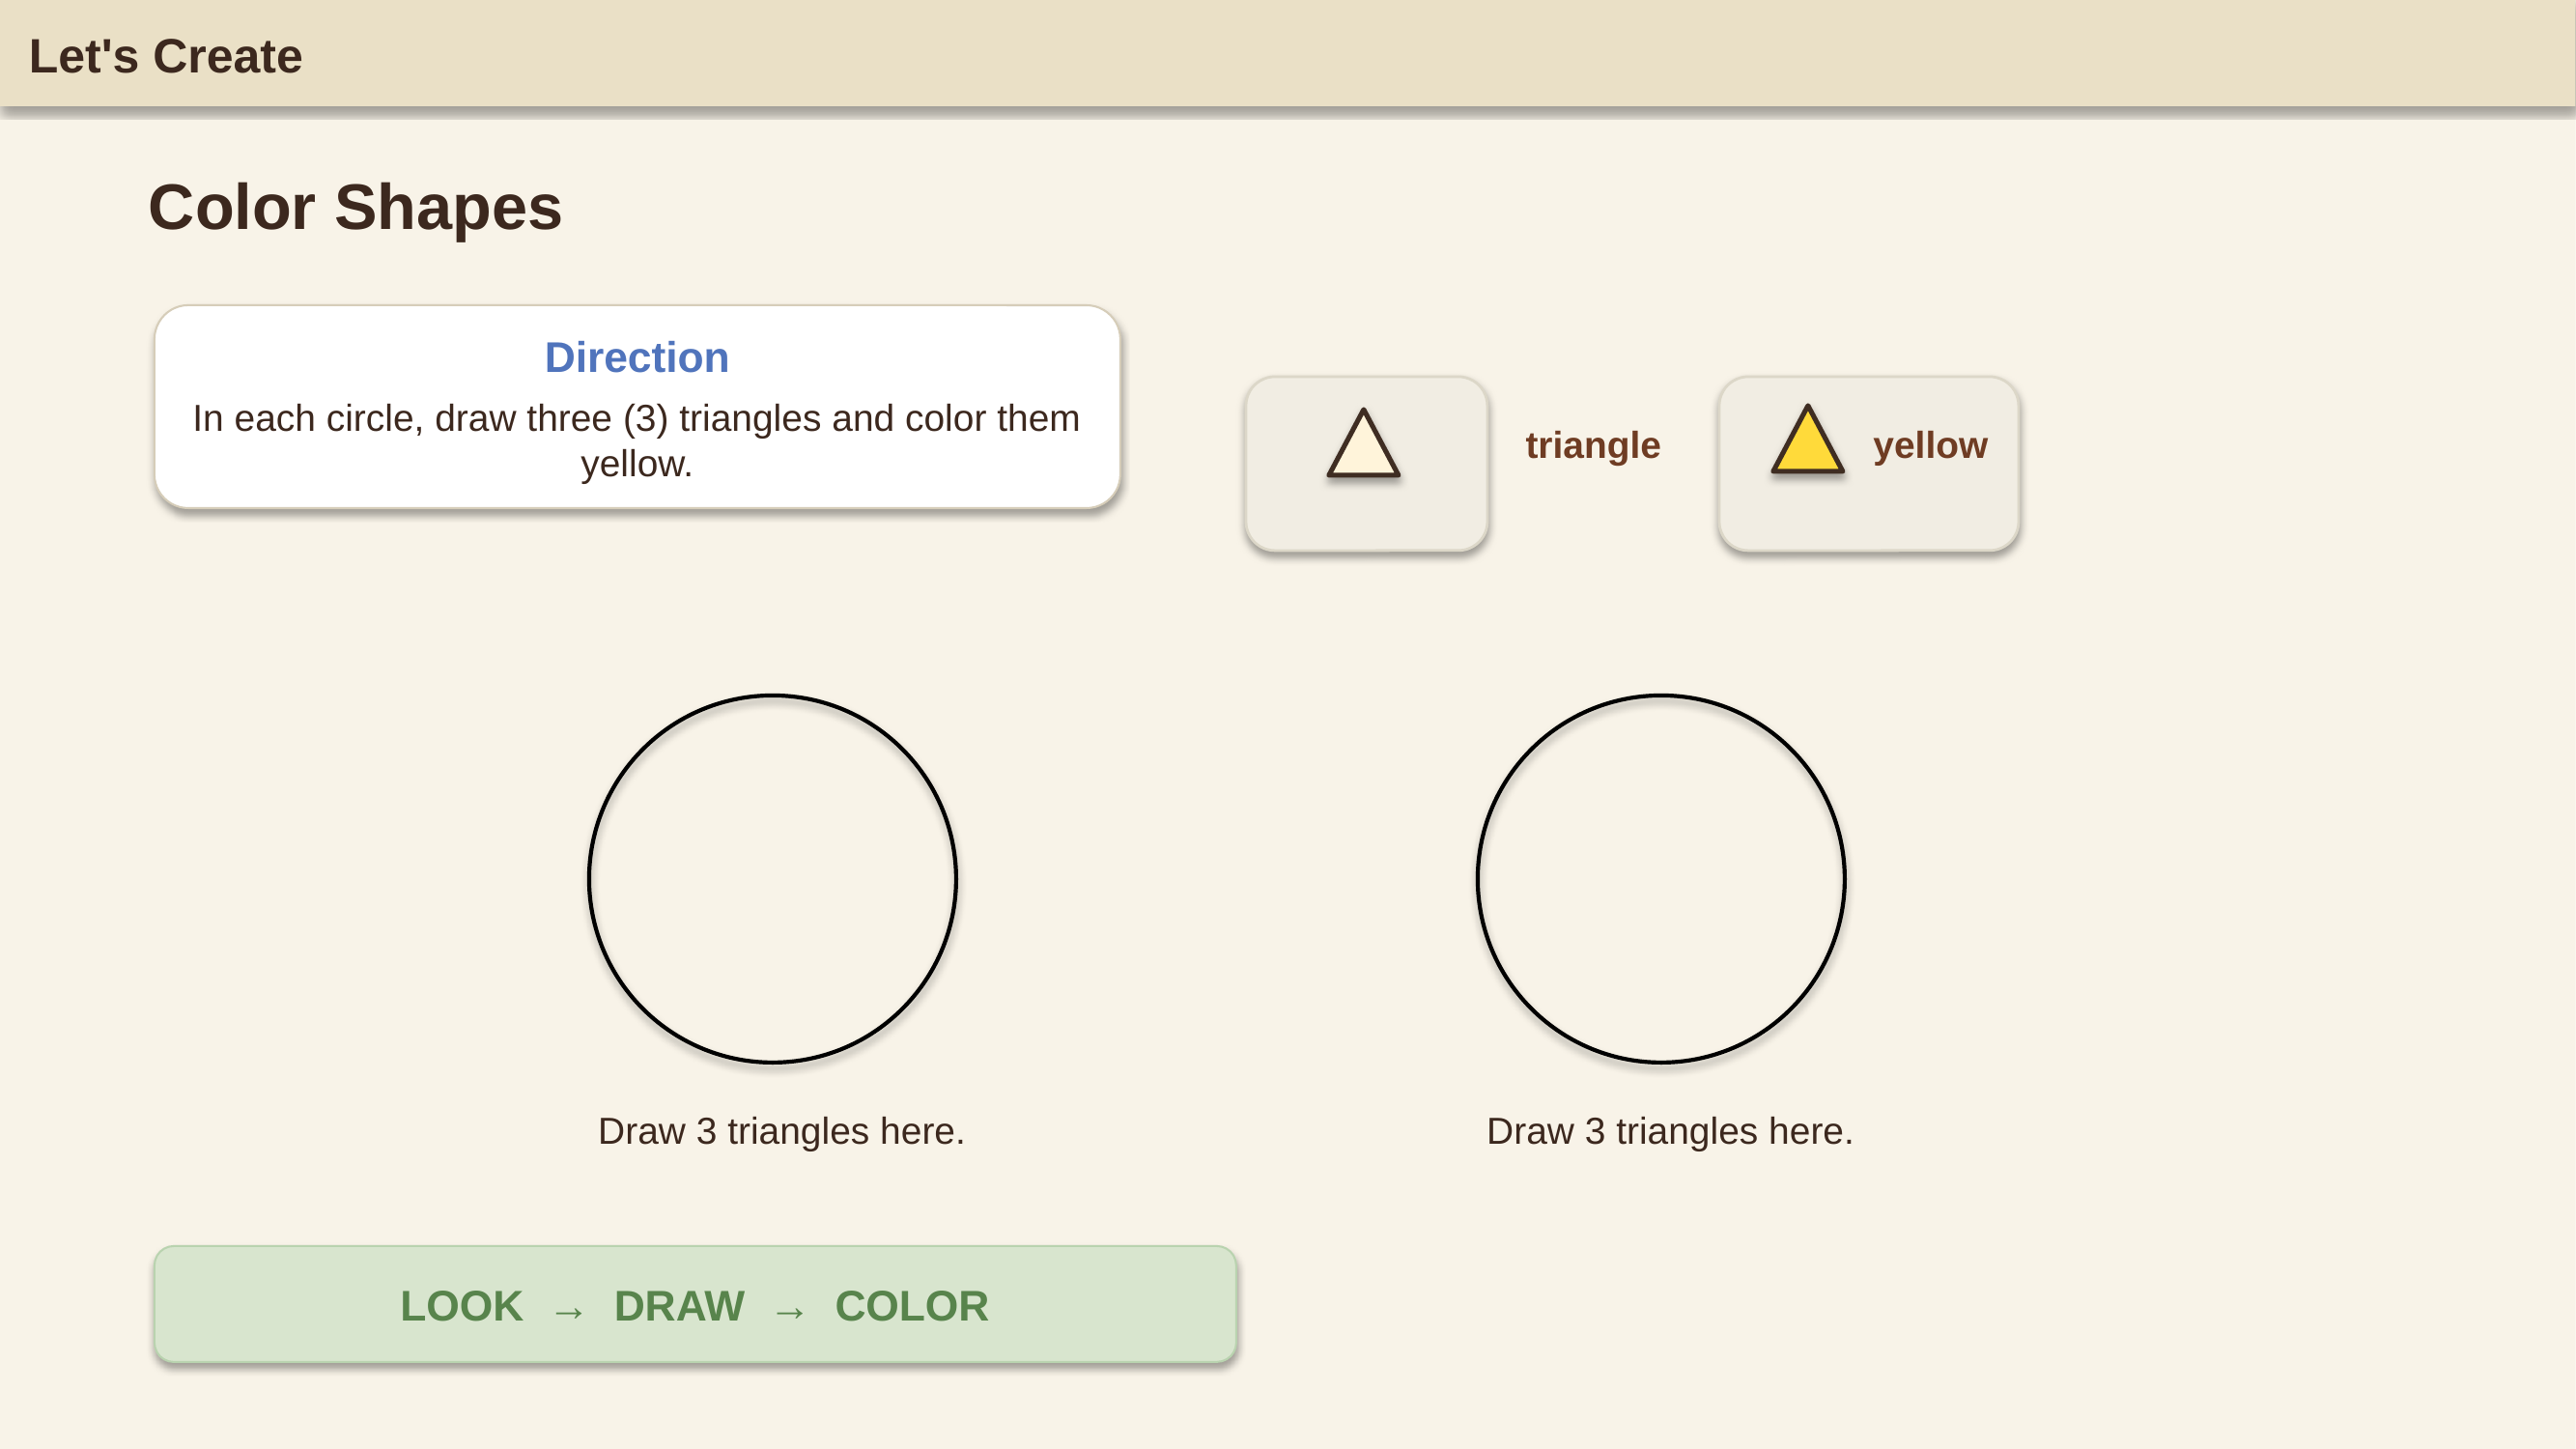 Let's Create
Color Shapes
Direction
In each circle, draw three (3) triangles and color them
yellow.
triangle
yellow
Draw 3 triangles here.
Draw 3 triangles here.
LOOK → DRAW → COLOR